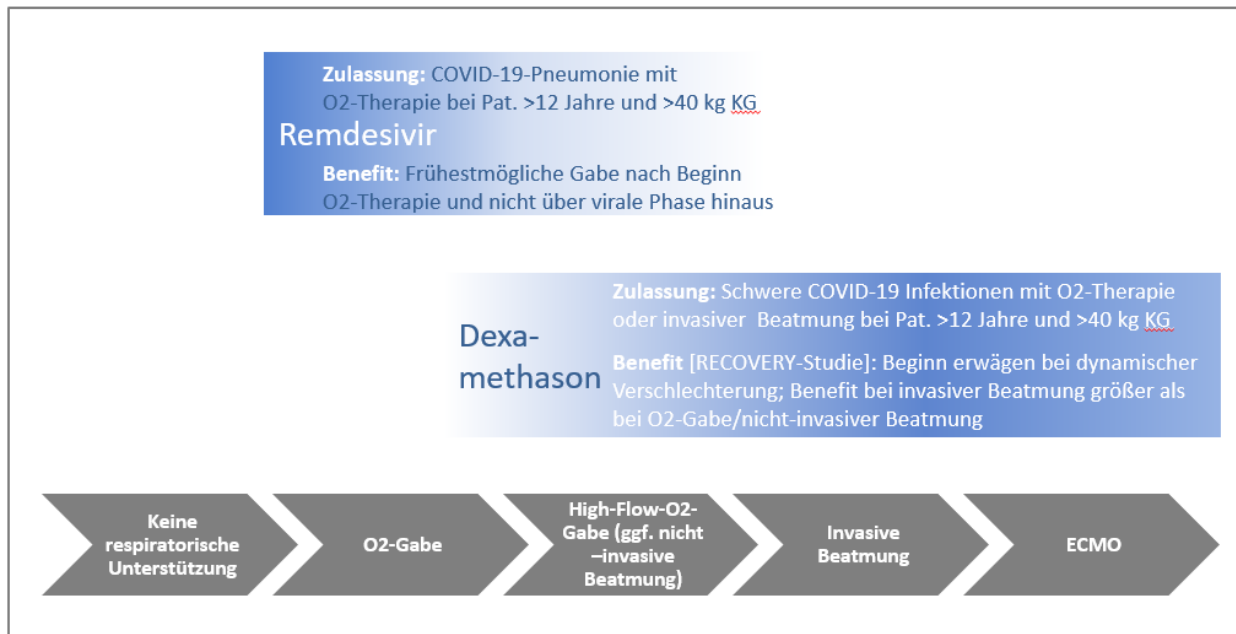 Zulassung: COVID-19-Pneumonie mit
O2-Therapie bei Pat. >12 Jahre und >40 kg KG
Remdesivir
Benefit: Frühestmögliche Gabe nach Beginn
O2-Therapie und nicht über virale Phase hinaus
Dexa-
methason
Zulassung: Schwere COVID-19 Infektionen mit O2-Therapie
oder invasiver Beatmung bei Pat. >12 Jahre und >40 kg KG
Benefit [RECOVERY-Studie]: Beginn erwägen bei dynamischer
Verschlechterung; Benefit bei invasiver Beatmung größer als
bei O2-Gabe/nicht-invasiver Beatmung
Keine
respiratorische
Unterstützung
O2-Gabe
High-Flow-O2-
Gabe (ggf. nicht
–invasive
Beatmung)
Invasive
Beatmung
ECMO